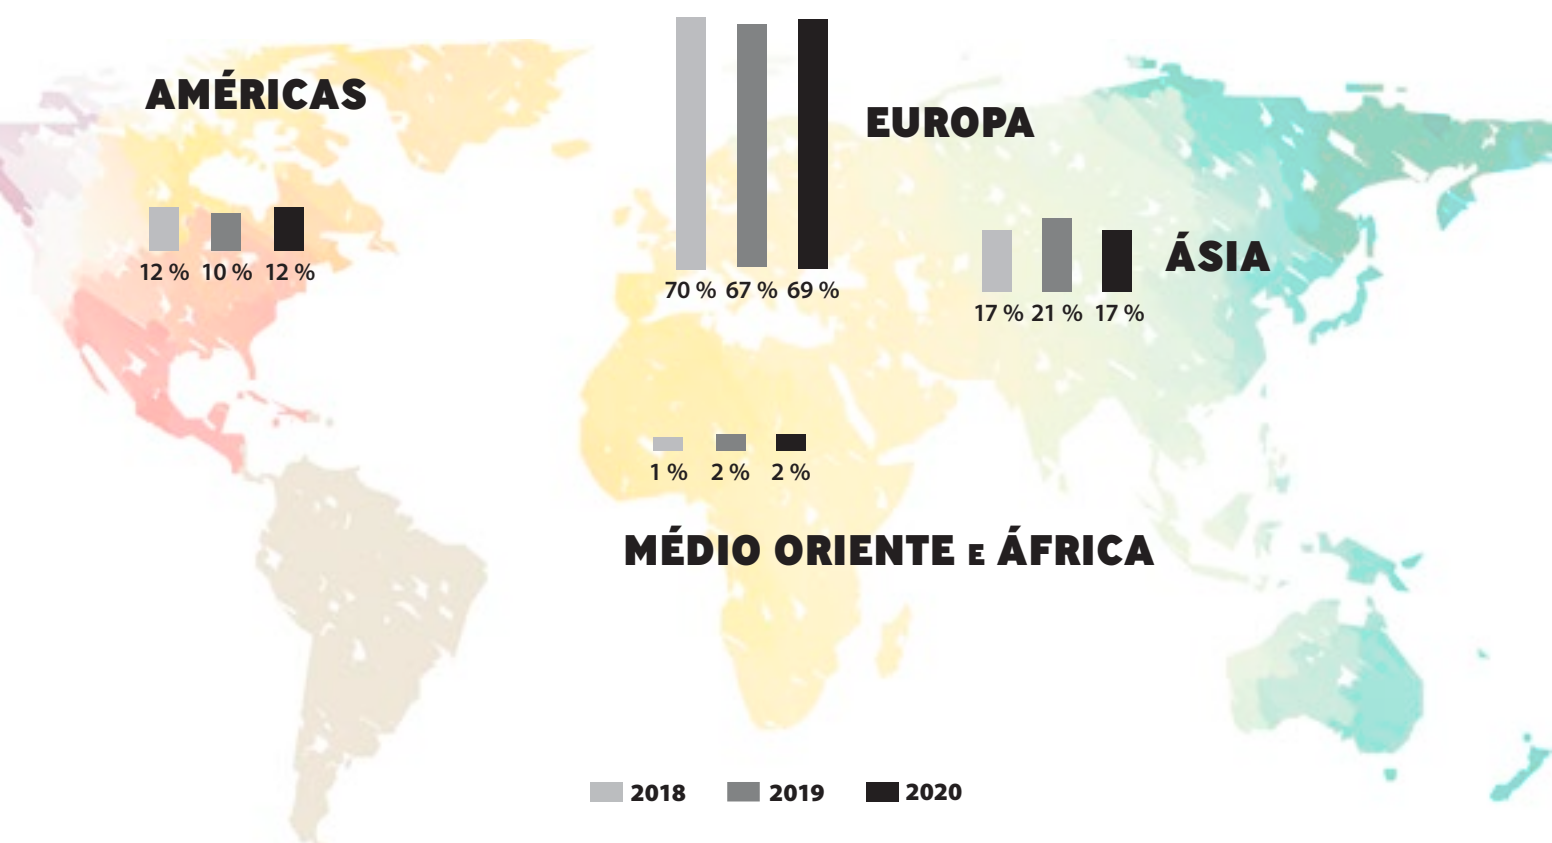 AMÉRICAS
12 % 10 % 12 %
EUROPA
70 % 67 % 69 %
ÁSIA
17 % 21 % 17 %
1 % 2 % 2 %
MÉDIO ORIENTE E ÁFRICA
2018 2019 2020